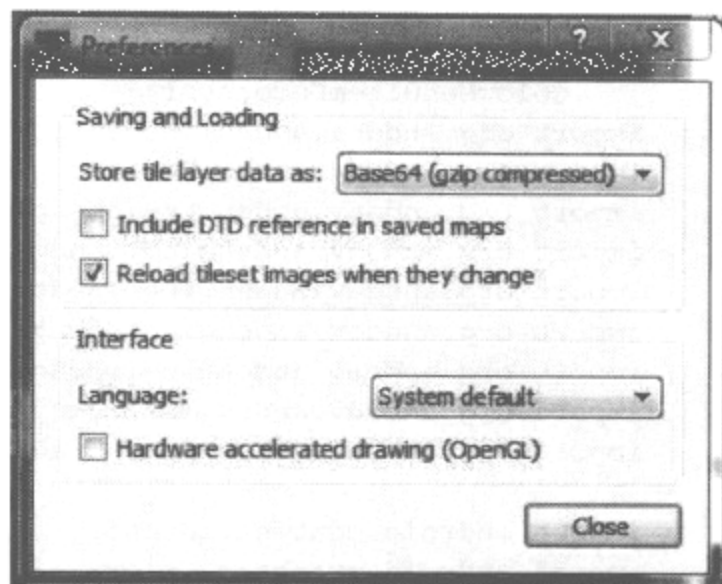 Preferences
Saving and Loading
Store tile layer data as: Base64 (gzip compressed)
Include DTD reference in saved maps
Reload tileset images when they change
Interface
Language: System default
Hardware accelerated drawing (OpenGL)
Close